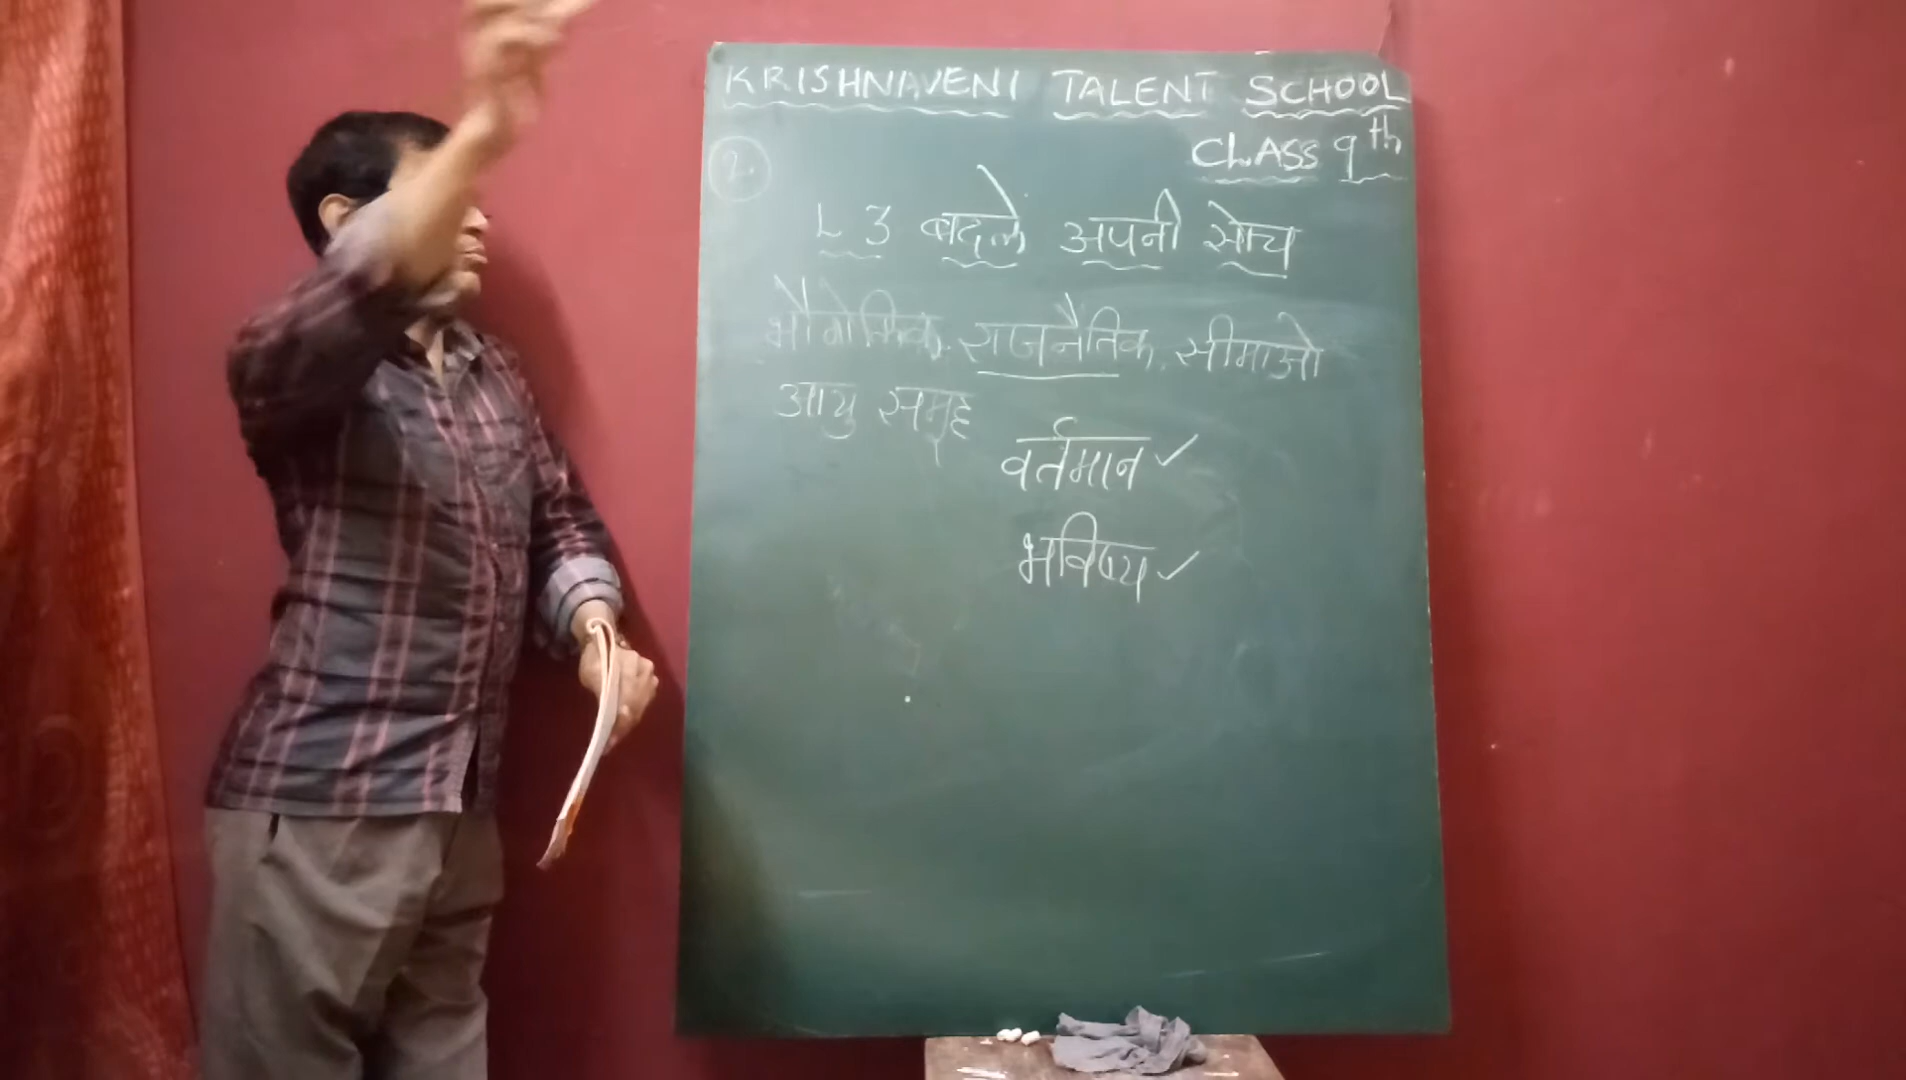 KRISHNAVENI TALENT SCHOOL
CLASS 9th
2.
L 3 बदले अपनी सोच
राजनैतिक सीमाओ
आयु समूह
वर्तमान ✓
भविष्य ✓